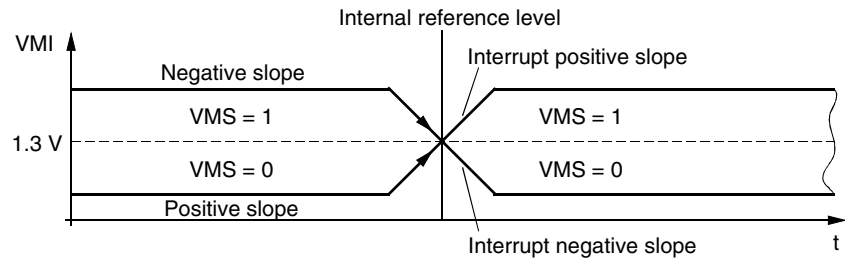 Internal reference level
VMI
Negative slope
Interrupt positive slope
VMS = 1
VMS = 1
1.3 V
VMS = 0
VMS = 0
Positive slope
Interrupt negative slope
t